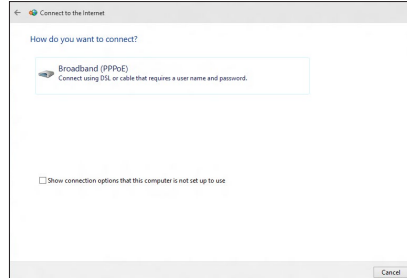 Connect to the Internet
How do you want to connect?
Broadband (PPPoE)
Connect using DSL or cable that requires a user name and password.
Show connection options that this computer is not set up to use
Cancel